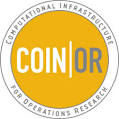 COMPUTATIONAL INFRASTRUCTURE
COIN|OR
FOR OPERATIONS RESEARCH